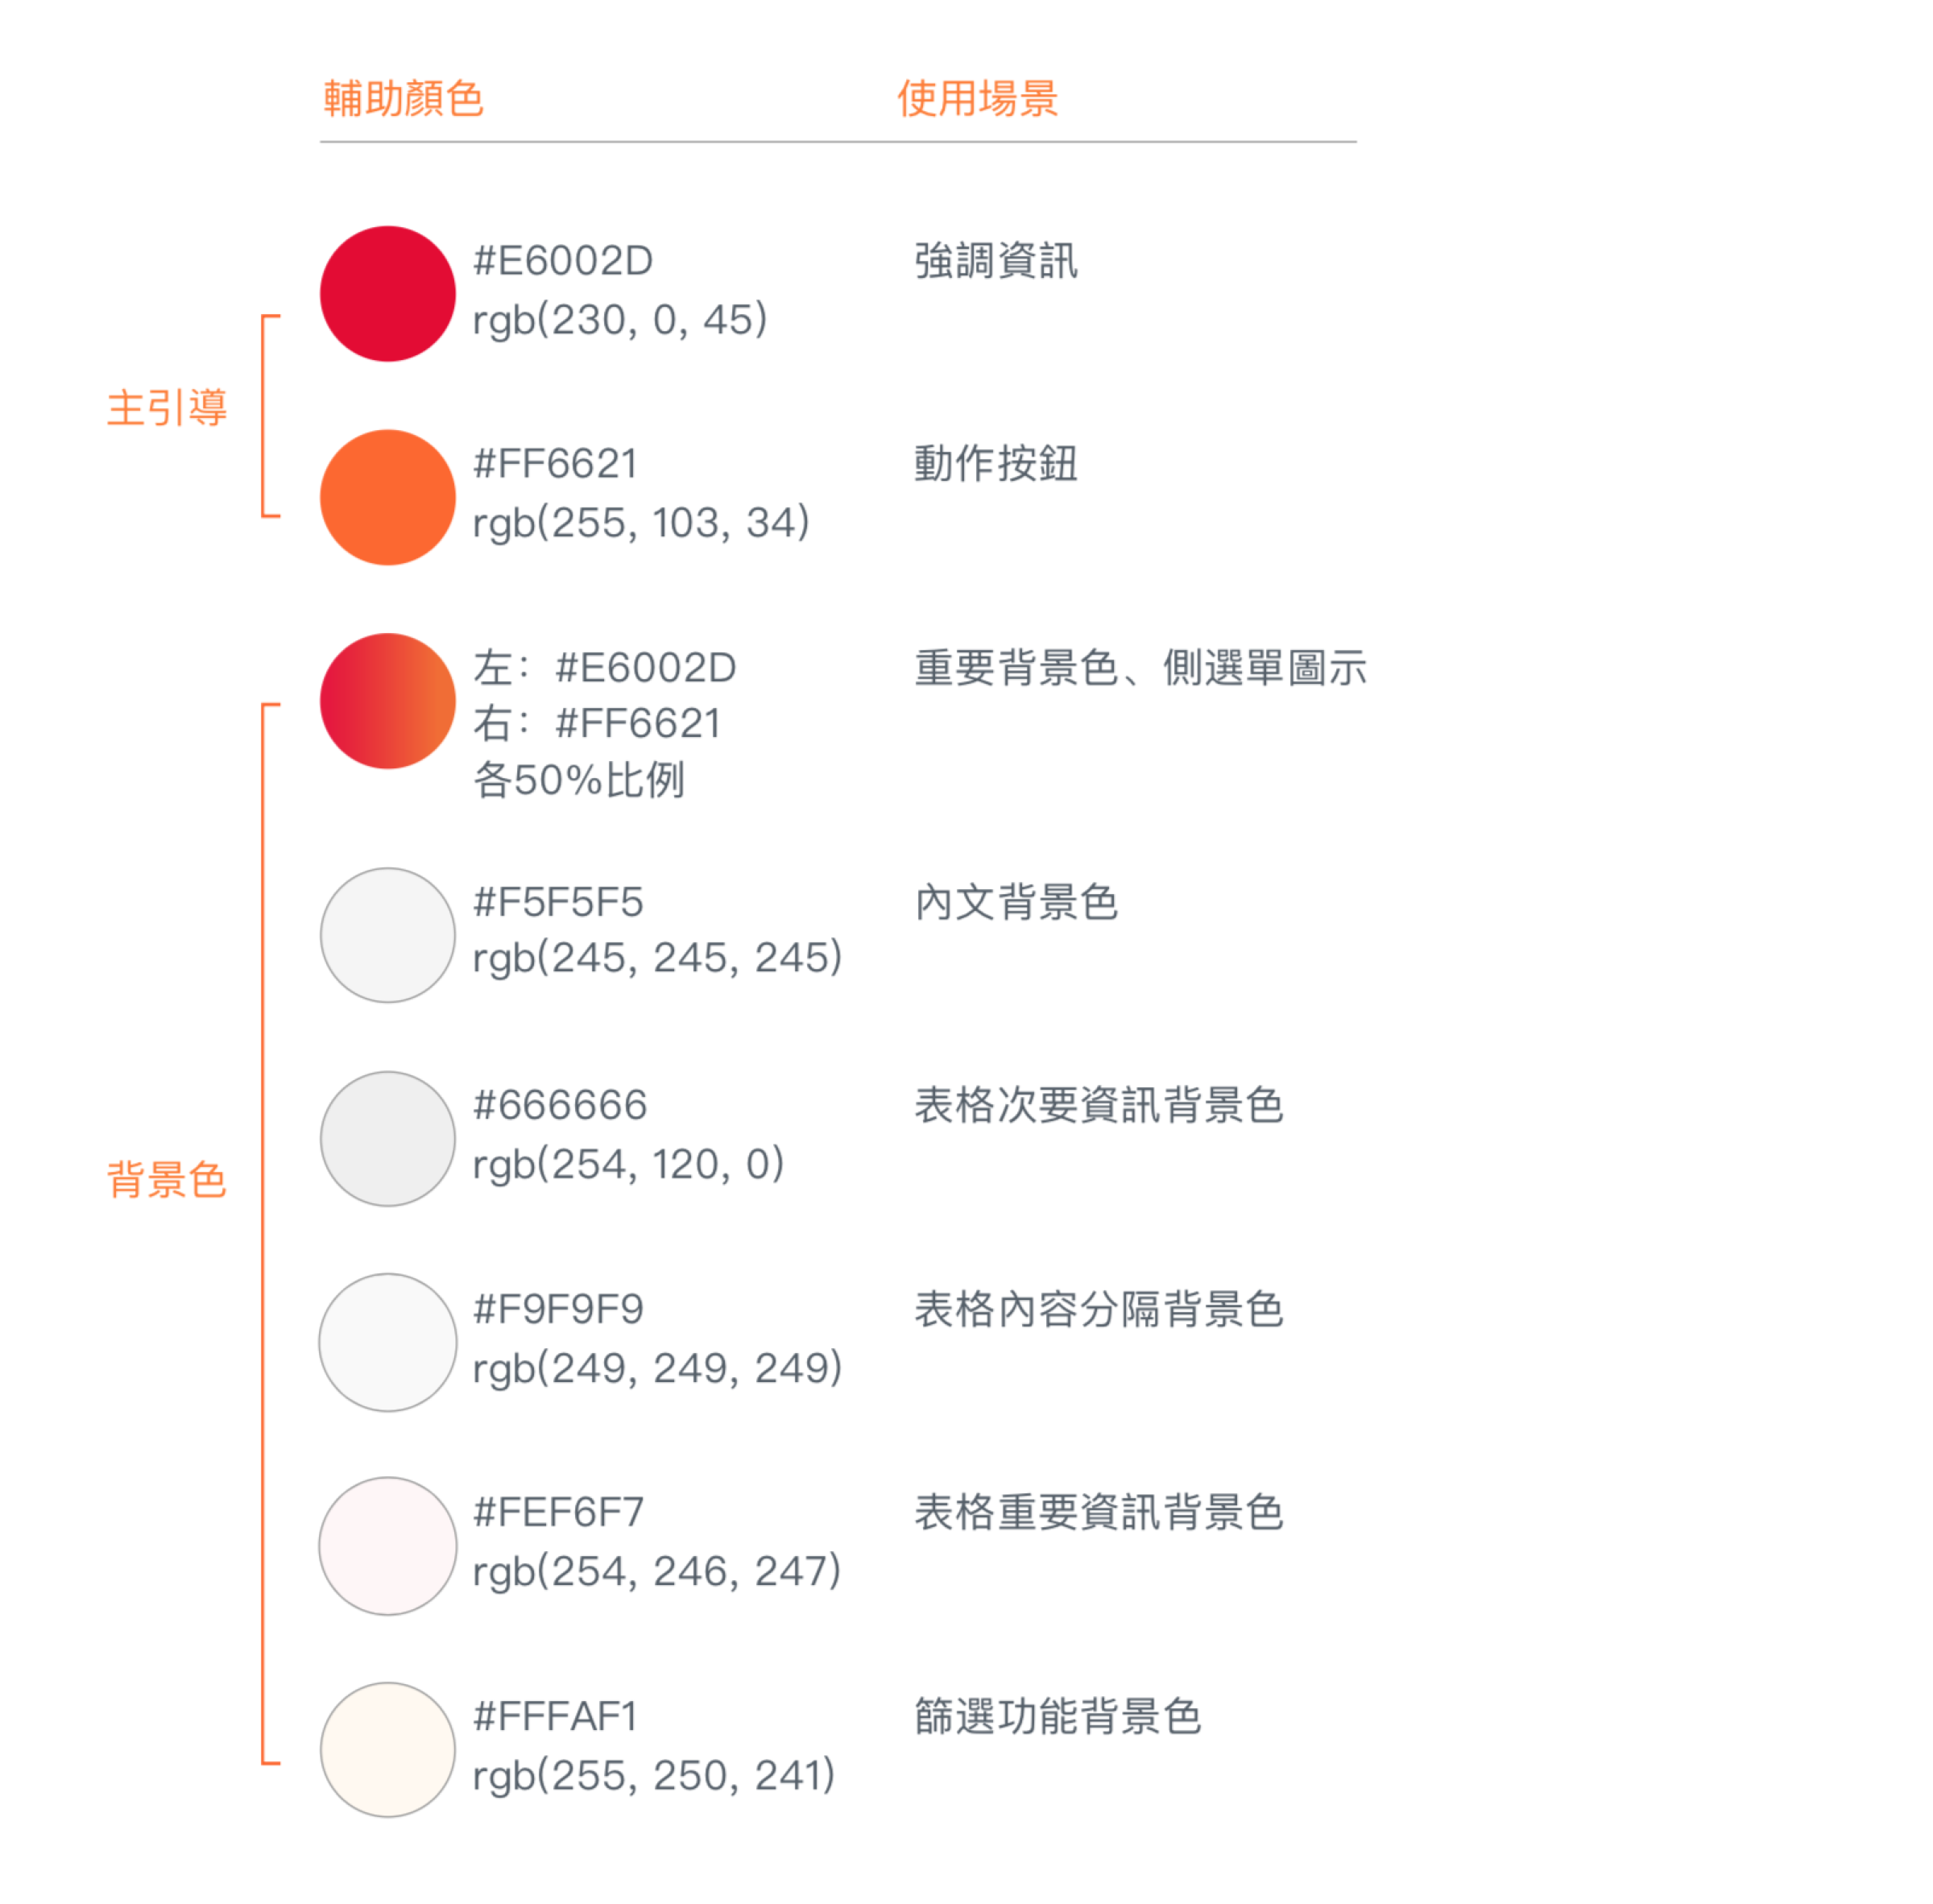 輔助顏色 使用場景
主引導
#E6002D 強調資訊
rgb(230, 0, 45)
#FF6621 動作按鈕
rgb(255, 103, 34)
背景色
左：#E6002D 重要背景色、側選單圖示
右：#FF6621
各50%比例
#F5F5F5 內文背景色
rgb(245, 245, 245)
#666666 表格次要資訊背景色
rgb(254, 120, 0)
#F9F9F9 表格內容分隔背景色
rgb(249, 249, 249)
#FEF6F7 表格重要資訊背景色
rgb(254, 246, 247)
#FFFAF1 篩選功能背景色
rgb(255, 250, 241)